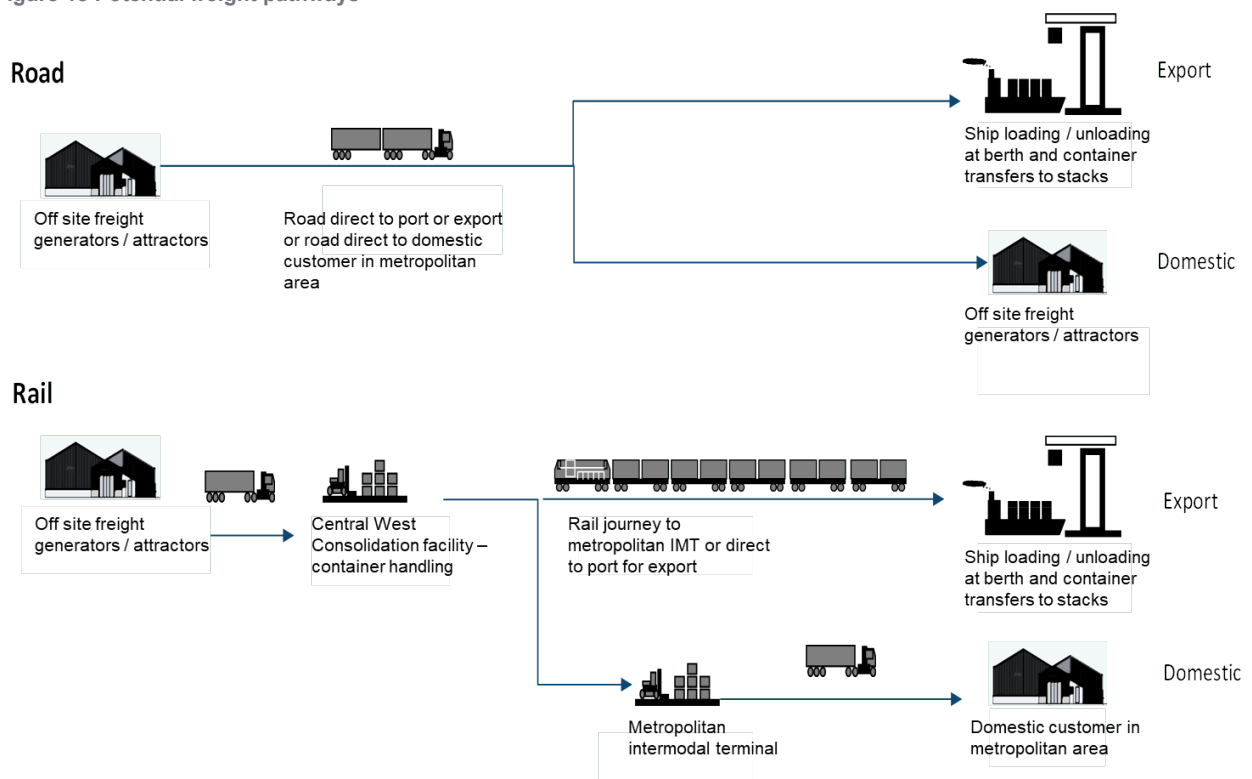 Road
Export
Ship loading / unloading
at berth and container
transfers to stacks
Off site freight
generators / attractors
Road direct to port or export
or road direct to domestic
customer in metropolitan
area
Domestic
Off site freight
generators / attractors
Rail
Off site freight
generators / attractors
Central West
Consolidation facility –
container handling
Rail journey to
metropolitan IMT or direct
to port for export
Export
Ship loading / unloading
at berth and container
transfers to stacks
Domestic
Metropolitan
intermodal terminal
Domestic customer in
metropolitan area